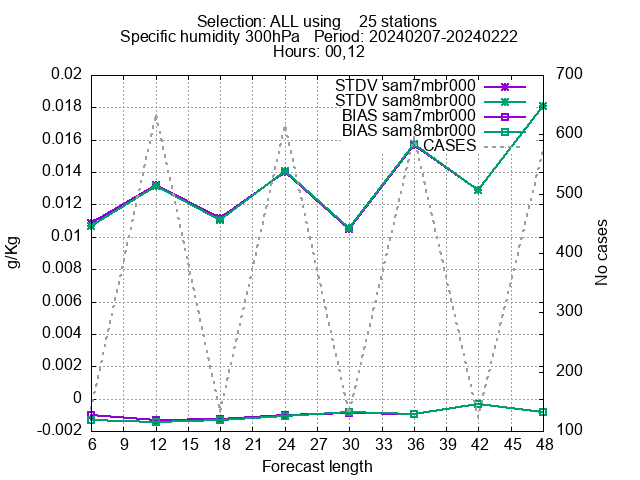 Selection: ALL using    25 stations
Specific humidity 300hPa   Period: 20240207-20240222
Hours: 00,12
STDV sam7mbr000
STDV sam8mbr000
BIAS sam7mbr000
BIAS sam8mbr000
CASES
g/Kg
0.02
0.018
0.016
0.014
0.012
0.01
0.008
0.006
0.004
0.002
0
-0.002
No cases
700
600
500
400
300
200
100
6 9 12 15 18 21 24 27 30 33 36 39 42 45 48
Forecast length